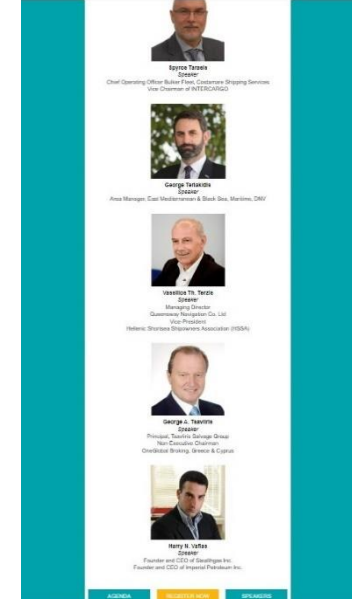 Spyros Tarasis
Speaker
Chief Operating Officer Bulker Fleet, Costamare Shipping Services
Vice Chairman of INTERCARGO
George Teriakidis
Speaker
Area Manager, East Mediterranean & Black Sea, Maritime, DNV
Vassilios Th. Terzis
Speaker
Managing Director
Queensway Navigation Co. Ltd
Vice-President
Hellenic Shortsea Shipowners Association (HSSA)
George A. Tsavliris
Speaker
Principal, Tsavliris Salvage Group
Non Executive Chairman
OneGlobal Broking, Greece & Cyprus
Harry N. Vafias
Speaker
Founder and CEO of StealthGas Inc.
Founder and CEO of Imperial Petroleum Inc.
AGENDA
REGISTER NOW
SPEAKERS